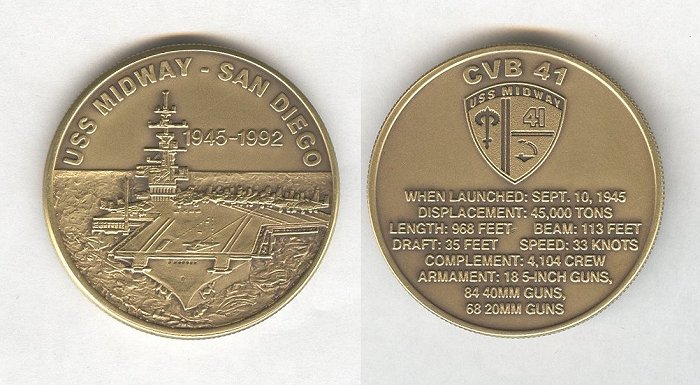 USS MIDWAY - SAN DIEGO
1945-1992
CVB 41
USS MIDWAY
41
WHEN LAUNCHED: SEPT. 10, 1945
DISPLACEMENT: 45,000 TONS
LENGTH: 968 FEET BEAM: 113 FEET
DRAFT: 35 FEET SPEED: 33 KNOTS
COMPLEMENT: 4,104 CREW
ARMAMENT: 18 5-INCH GUNS,
84 40MM GUNS,
68 20MM GUNS